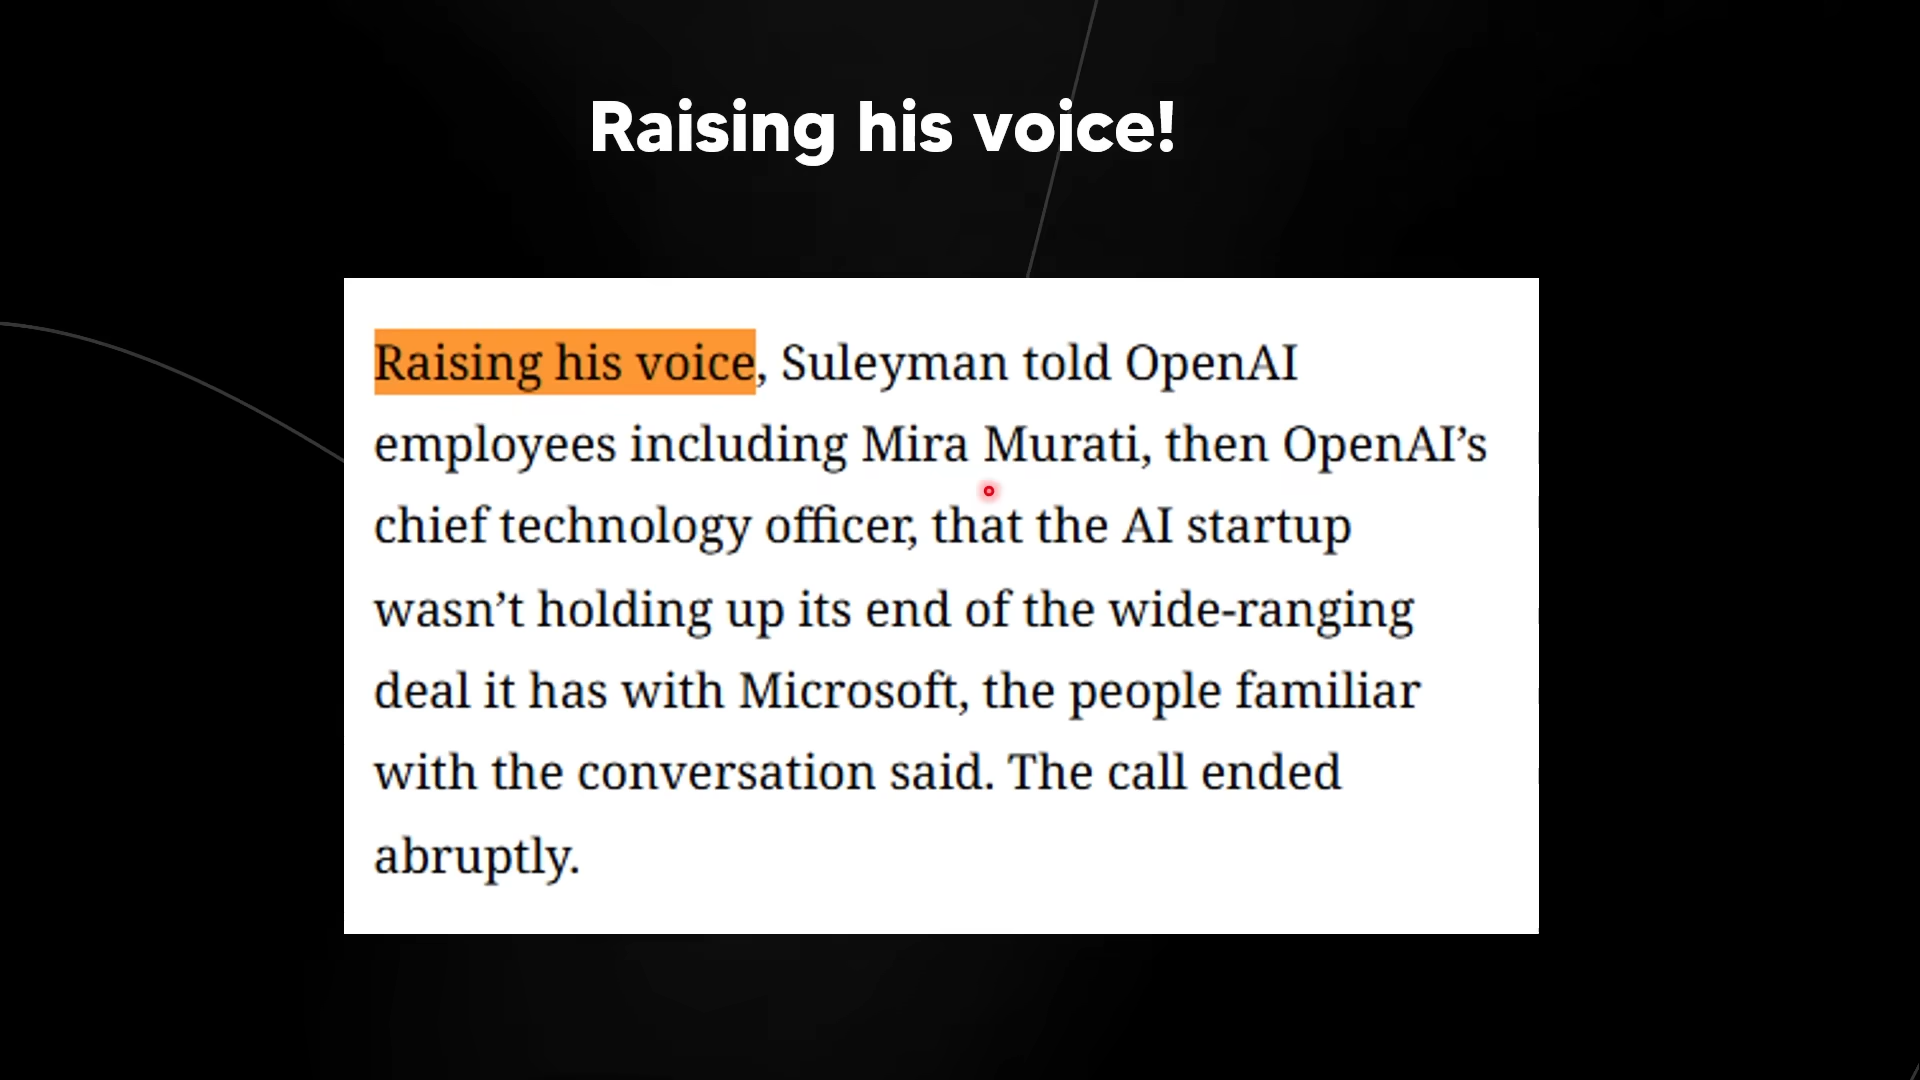 Raising his voice!
Raising his voice, Suleyman told OpenAI
employees including Mira Murati, then OpenAI’s
chief technology officer, that the AI startup
wasn’t holding up its end of the wide-ranging
deal it has with Microsoft, the people familiar
with the conversation said. The call ended
abruptly.